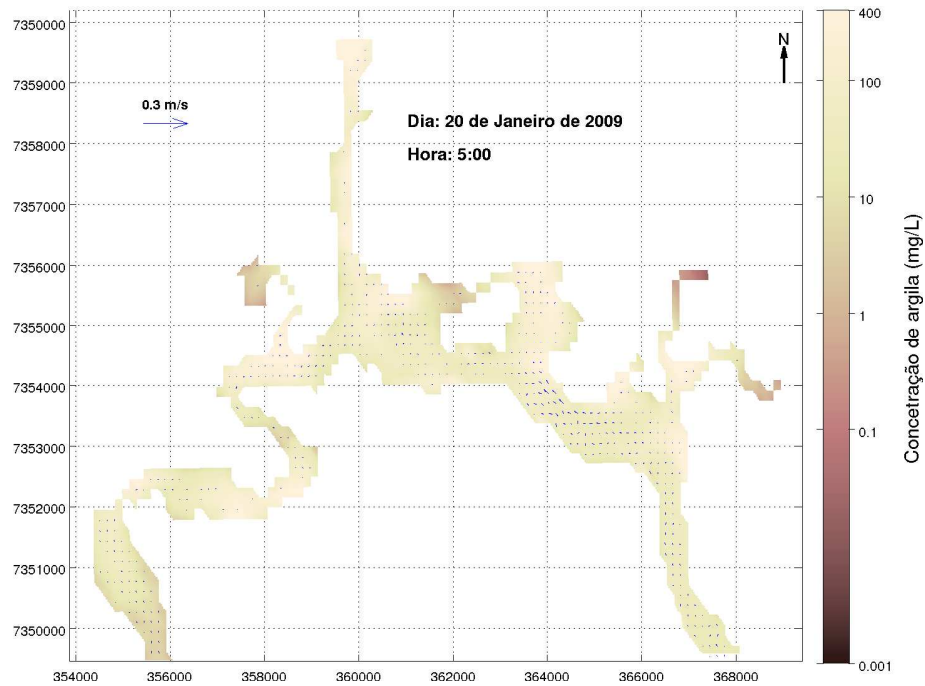 7350000
7359000
7358000
7357000
7356000
7355000
7354000
7353000
7352000
7351000
7350000
354000 356000 358000 360000 362000 364000 366000 368000
0.3 m/s
Dia: 20 de Janeiro de 2009
Hora: 5:00
N
400
100
10
1
0.1
0.001
Concetração de argila (mg/L)